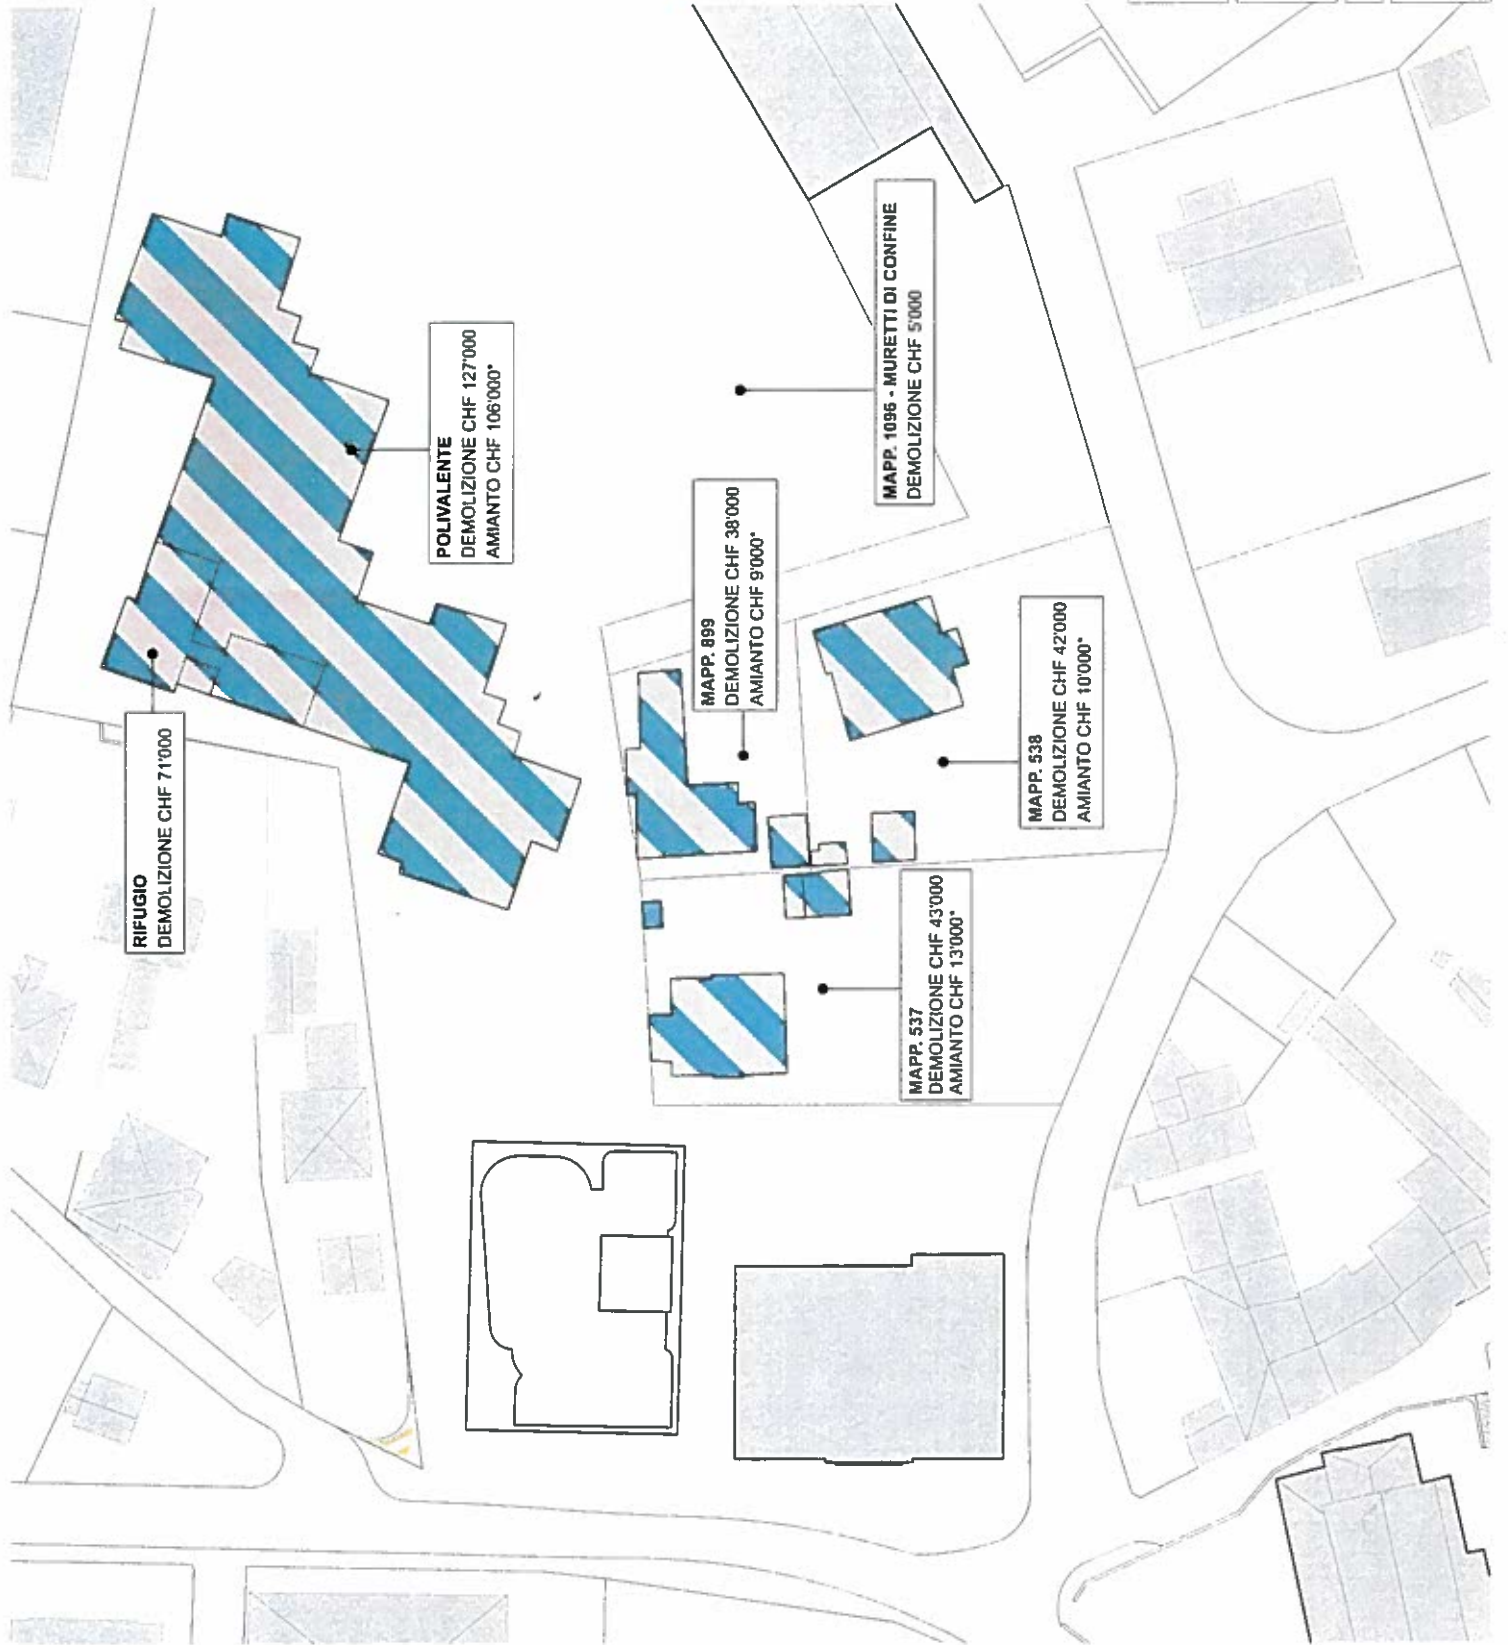 RIFUGIO
DEMOLIZIONE CHF 71'000
POLIVALENTE
DEMOLIZIONE CHF 127'000
AMIANTO CHF 106'000*
MAPP. 899
DEMOLIZIONE CHF 38'000
AMIANTO CHF 9'000*
MAPP. 1096 - MURETTI DI CONFINE
DEMOLIZIONE CHF 5'000
MAPP. 537
DEMOLIZIONE CHF 43'000
AMIANTO CHF 13'000*
MAPP. 538
DEMOLIZIONE CHF 42'000
AMIANTO CHF 10'000*